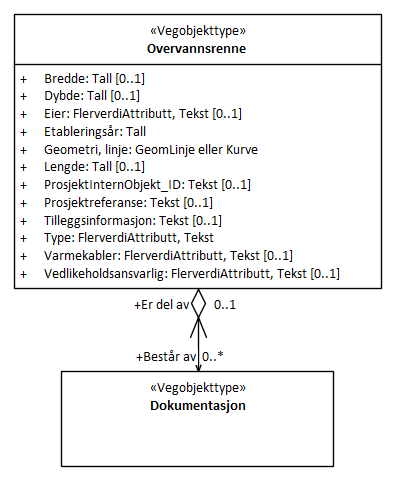 «Vegobjekttype»
Overvannsrenne
+ Bredde: Tall [0..1]
+ Dybde: Tall [0..1]
+ Eier: FlerverdiAttributt, Tekst [0..1]
+ Etableringsår: Tall
+ Geometri, linje: GeomLinje eller Kurve
+ Lengde: Tall [0..1]
+ ProsjektInternObjekt_ID: Tekst [0..1]
+ Prosjektreferanse: Tekst [0..1]
+ Tilleggsinformasjon: Tekst [0..1]
+ Type: FlerverdiAttributt, Tekst
+ Varmekabler: FlerverdiAttributt, Tekst [0..1]
+ Vedlikeholdsansvarlig: FlerverdiAttributt, Tekst [0..1]
+Er del av 0..1
+Består av 0..*
«Vegobjekttype»
Dokumentasjon